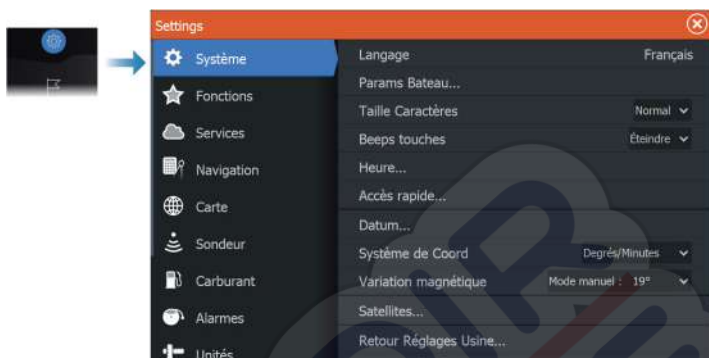 Settings
Système
Fonctions
Services
Navigation
Carte
Sondeur
Carburant
Alarmes
Unités
Langage Français
Params Bateau...
Taille Caractères Normal
Beeps touches Éteindre
Heure...
Accès rapide...
Datum...
Système de Coord Degrés/Minutes
Variation magnétique Mode manuel : 19°
Satellites...
Retour Réglages Usine...